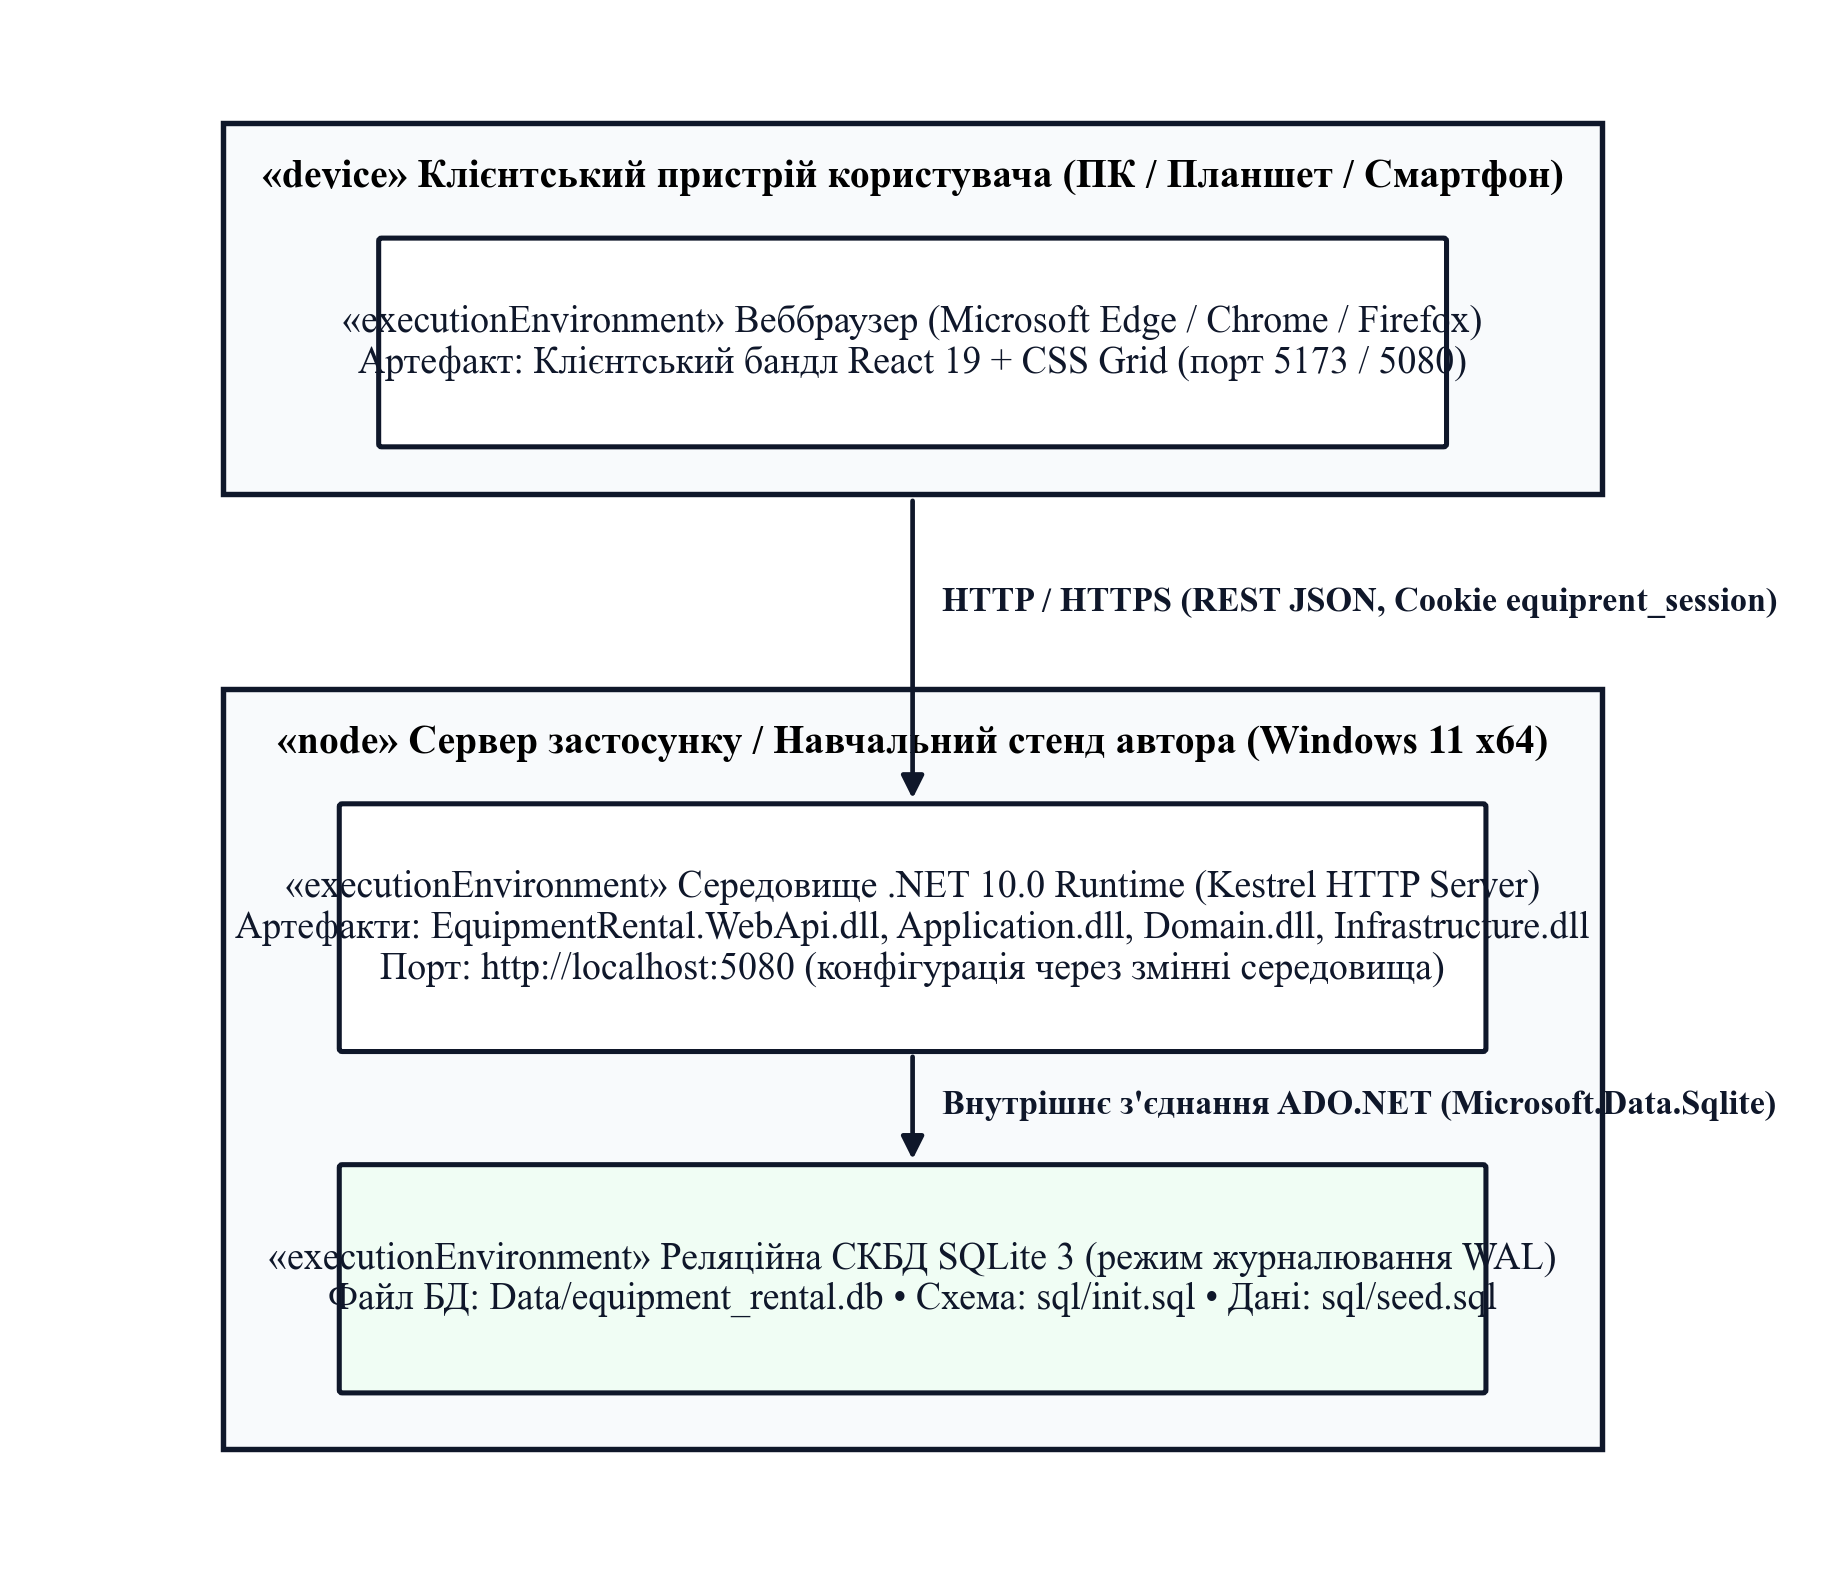 «device» Клієнтський пристрій користувача (ПК / Планшет / Смартфон)
«executionEnvironment» Веббраузер (Microsoft Edge / Chrome / Firefox)
Артефакт: Клієнтський бандл React 19 + CSS Grid (порт 5173 / 5080)
HTTP / HTTPS (REST JSON, Cookie equiprent_session)
«node» Сервер застосунку / Навчальний стенд автора (Windows 11 x64)
«executionEnvironment» Середовище .NET 10.0 Runtime (Kestrel HTTP Server)
Артефакти: EquipmentRental.WebApi.dll, Application.dll, Domain.dll, Infrastructure.dll
Порт: http://localhost:5080 (конфігурація через змінні середовища)
Внутрішнє з'єднання ADO.NET (Microsoft.Data.Sqlite)
«executionEnvironment» Реляційна СКБД SQLite 3 (режим журналювання WAL)
Файл БД: Data/equipment_rental.db • Схема: sql/init.sql • Дані: sql/seed.sql